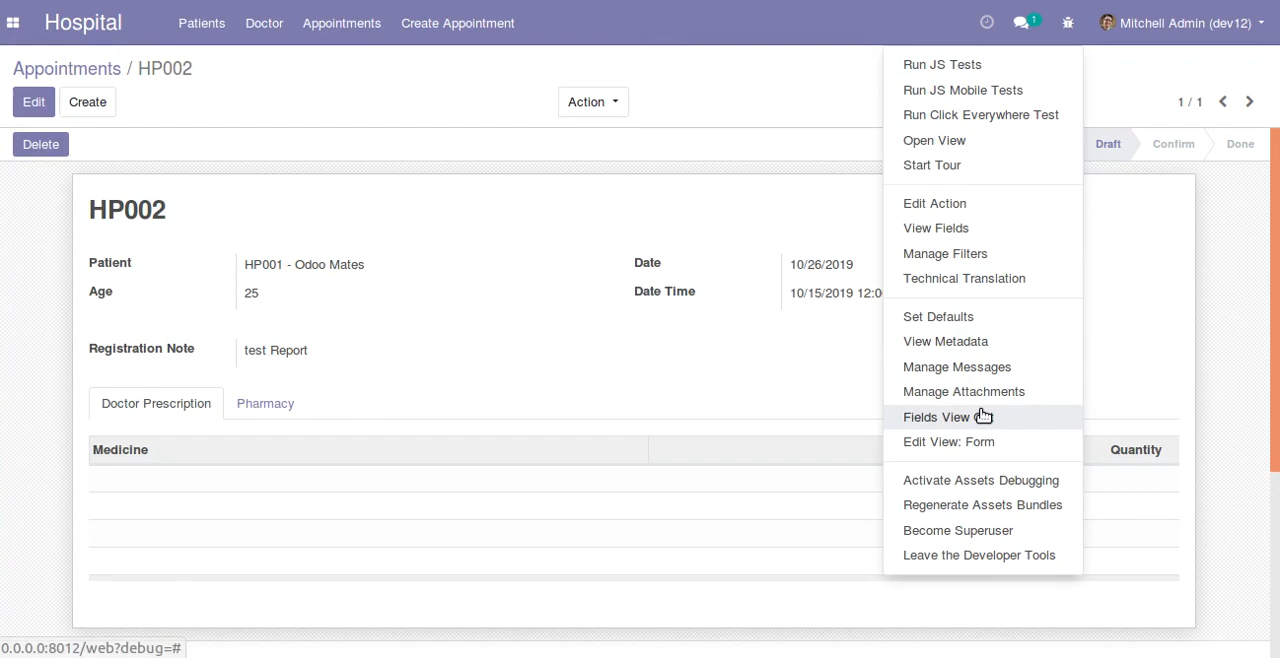 Hospital Patients Doctor Appointments Create Appointment 1 Mitchell Admin (dev12)
Appointments / HP002
Edit Create Action 1 / 1
Delete Draft Confirm Done
HP002
Patient HP001 - Odoo Mates Date 10/26/2019
Age 25 Date Time 10/15/2019 12:0
Registration Note test Report
Doctor Prescription Pharmacy
Medicine Quantity
Run JS Tests
Run JS Mobile Tests
Run Click Everywhere Test
Open View
Start Tour
Edit Action
View Fields
Manage Filters
Technical Translation
Set Defaults
View Metadata
Manage Messages
Manage Attachments
Fields View
Edit View: Form
Activate Assets Debugging
Regenerate Assets Bundles
Become Superuser
Leave the Developer Tools
0.0.0.0:8012/web?debug=#